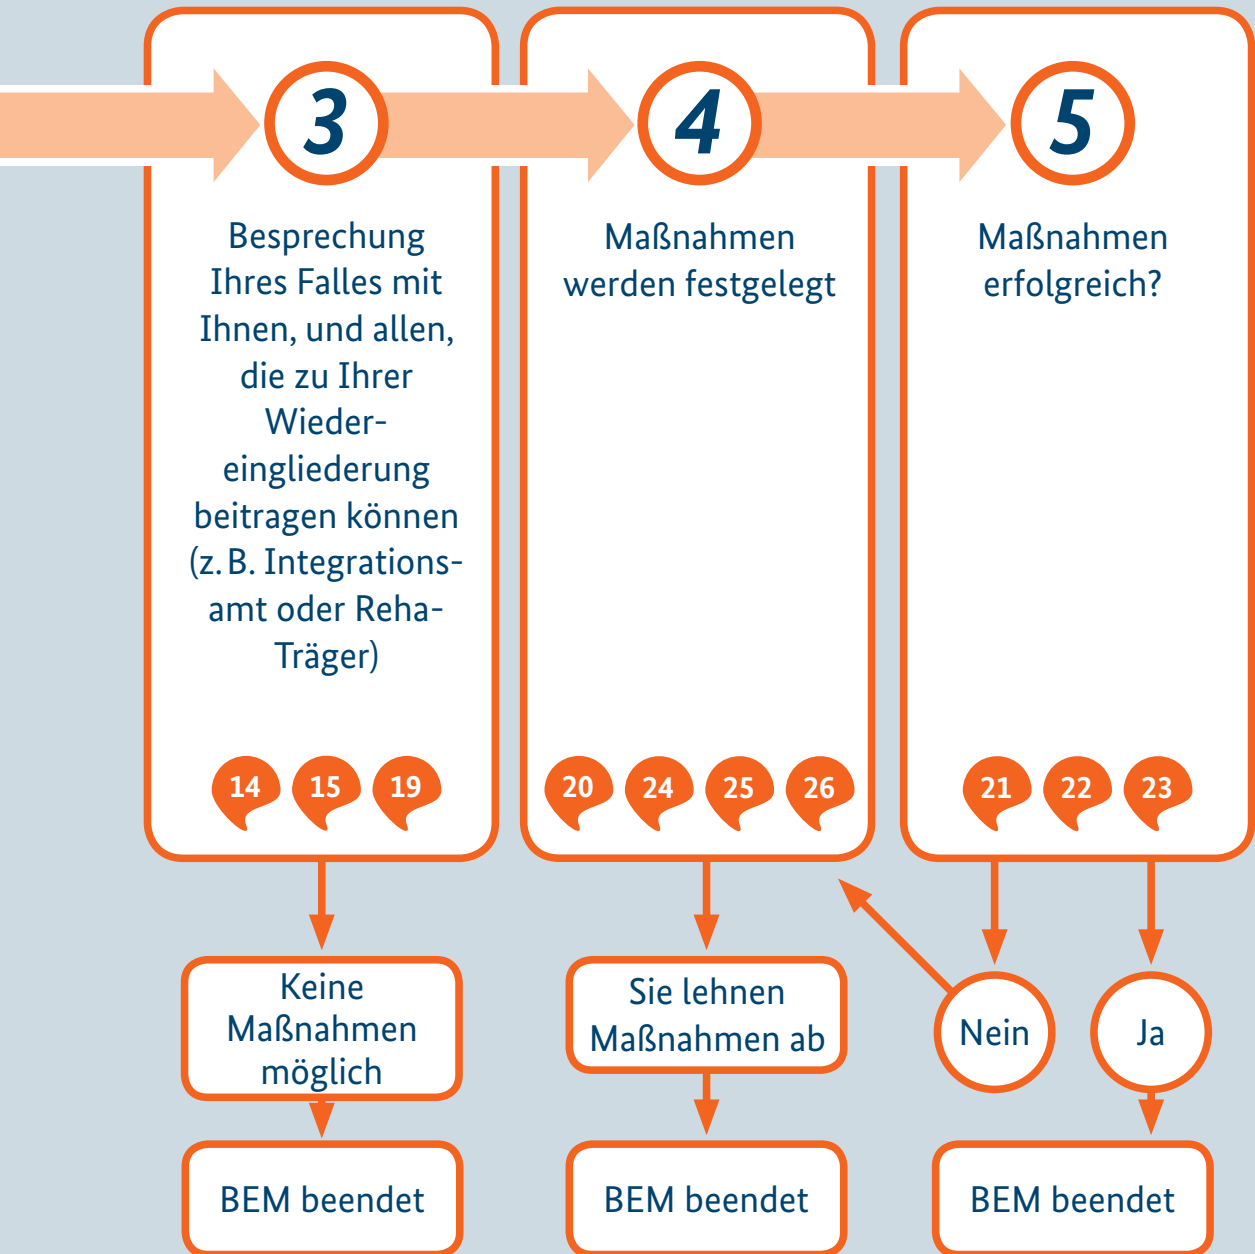 3
Besprechung
Ihres Falles mit
Ihnen, und allen,
die zu Ihrer
Wieder-
eingliederung
beitragen können
(z. B. Integrations-
amt oder Reha-
Träger)
14 15 19
Keine
Maßnahmen
möglich
BEM beendet
4
Maßnahmen
werden festgelegt
20 24 25 26
Sie lehnen
Maßnahmen ab
BEM beendet
5
Maßnahmen
erfolgreich?
21 22 23
Nein
Ja
BEM beendet